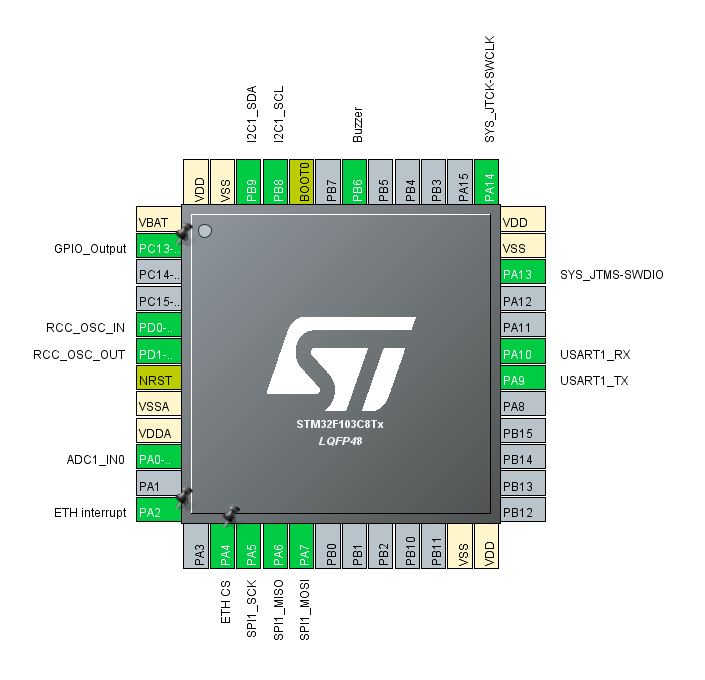 SYS_JTCK-SWCLK
I2C1_SDA
I2C1_SCL
Buzzer
VDD
VSS
PB9
PB8
BOOT0
PB7
PB6
PB5
PB4
PB3
PA15
PA14
VBAT
GPIO_Output PC13-..
PC14-..
PC15-..
RCC_OSC_IN PD0-..
RCC_OSC_OUT PD1-..
NRST
VSSA
VDDA
ADC1_IN0 PA0-..
PA1
ETH interrupt PA2
STM32F103C8Tx
LQFP48
VDD
VSS
PA13 SYS_JTMS-SWDIO
PA12
PA11
PA10 USART1_RX
PA9 USART1_TX
PA8
PB15
PB14
PB13
PB12
PA3
PA4
PA5
PA6
PA7
PB0
PB1
PB2
PB10
PB11
VSS
VDD
ETH CS
SPI1_SCK
SPI1_MISO
SPI1_MOSI